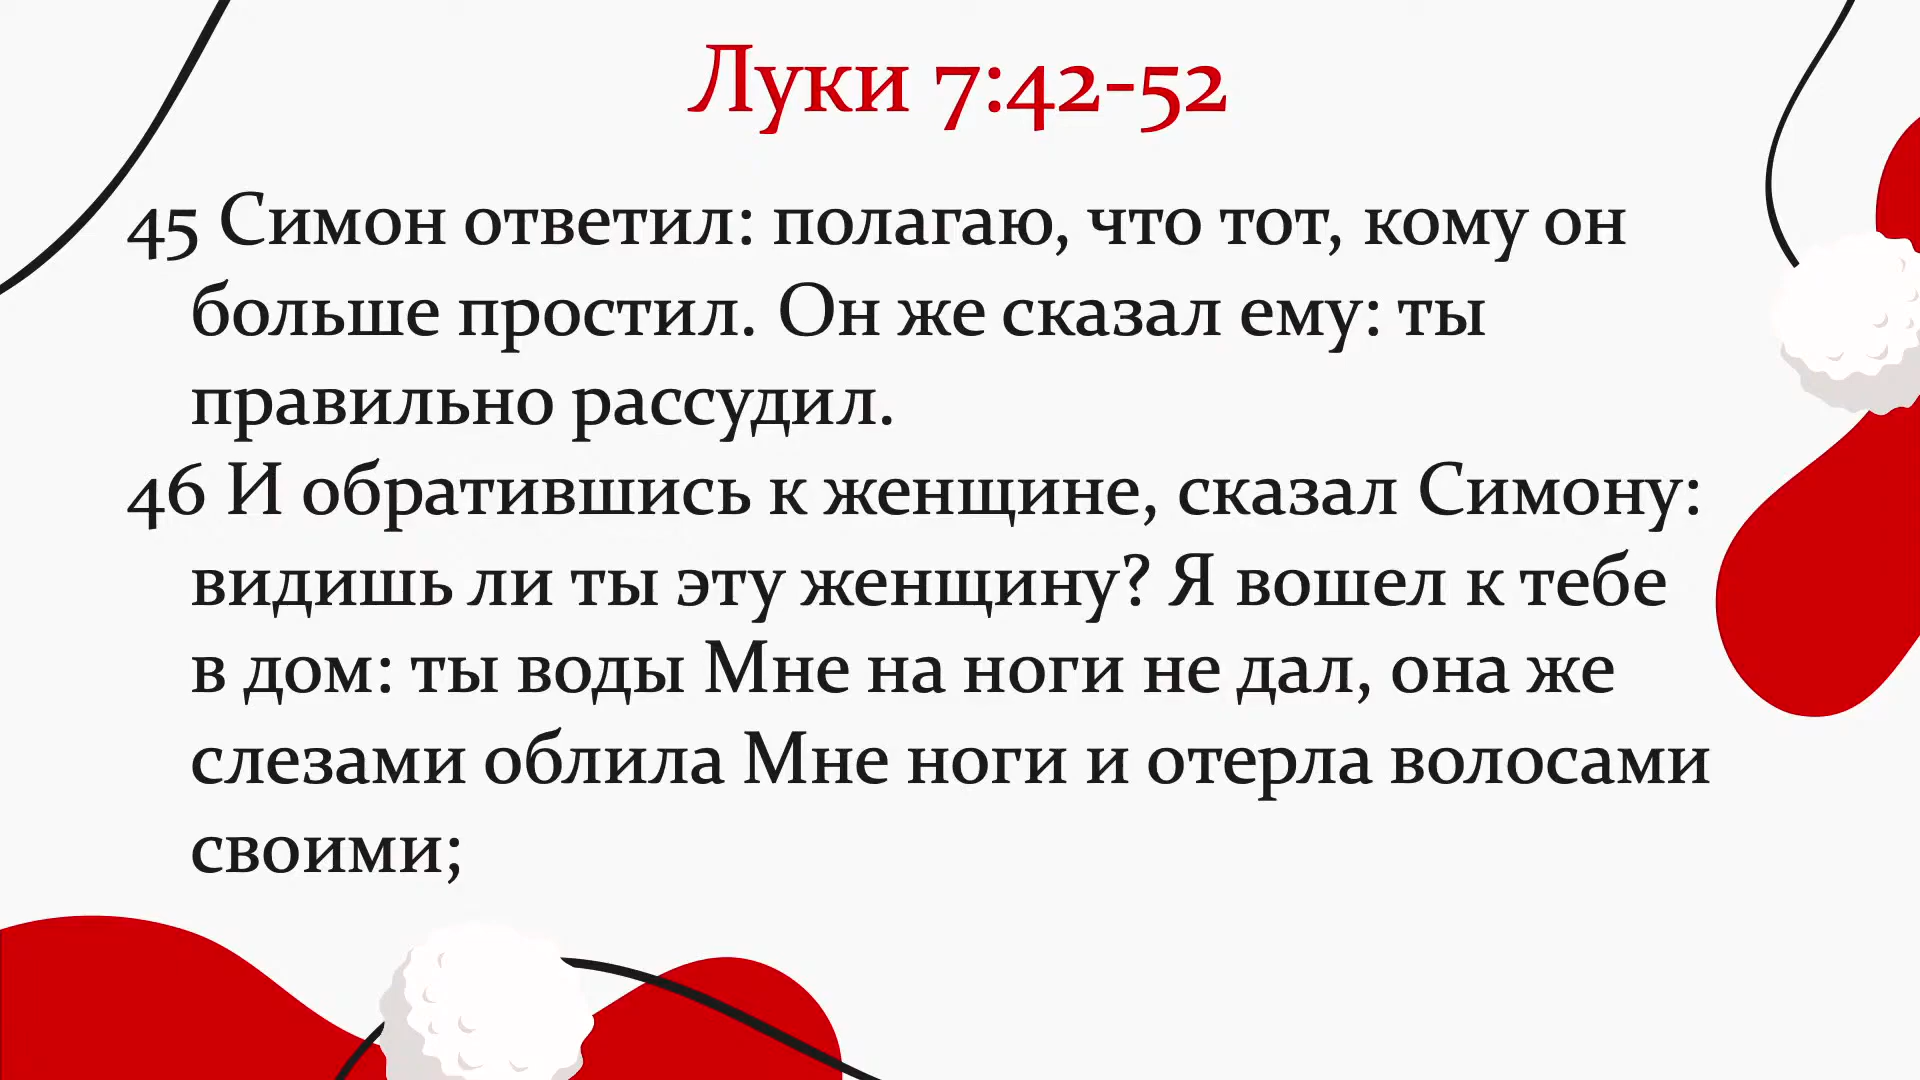 Луки 7:42-52
45 Симон ответил: полагаю, что тот, кому он
больше простил. Он же сказал ему: ты
правильно рассудил.
46 И обратившись к женщине, сказал Симону:
видишь ли ты эту женщину? Я вошел к тебе
в дом: ты воды Мне на ноги не дал, она же
слезами облила Мне ноги и отерла волосами
своими;